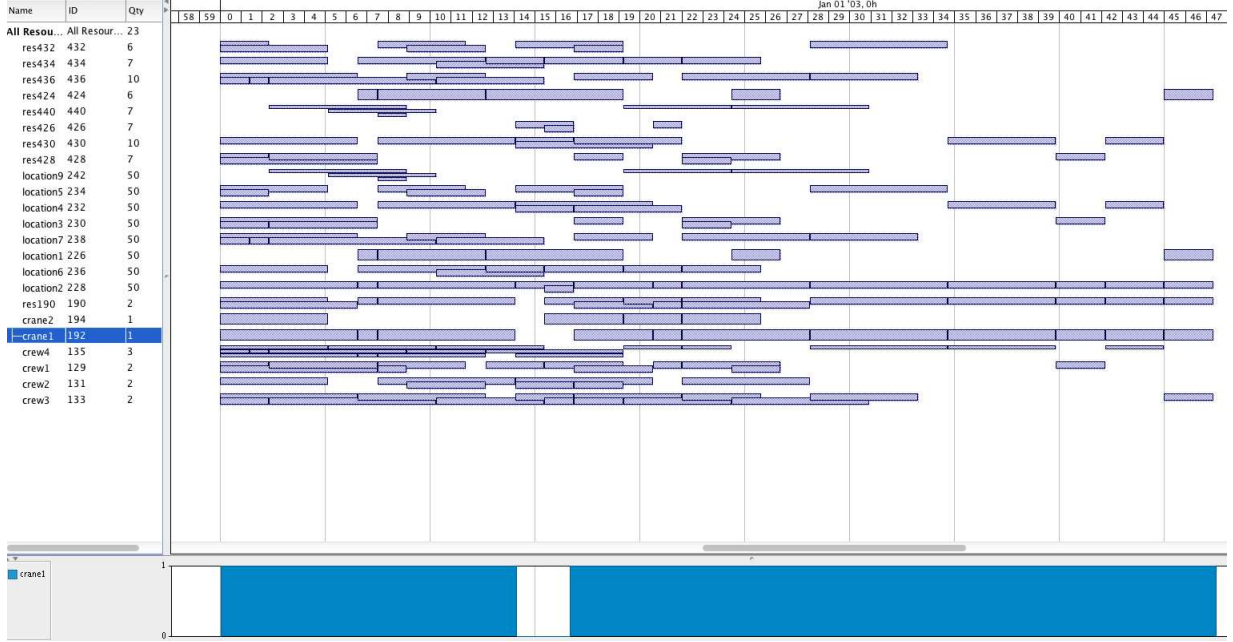 Jan 01 '03, 0h
Name ID Qty 58 59 0 1 2 3 4 5 6 7 8 9 10 11 12 13 14 15 16 17 18 19 20 21 22 23 24 25 26 27 28 29 30 31 32 33 34 35 36 37 38 39 40 41 42 43 44 45 46 47
All Resou... All Resour... 23
res432 432 6
res434 434 7
res436 436 10
res424 424 6
res440 440 7
res426 426 7
res430 430 10
res428 428 7
location9 242 50
location5 234 50
location4 232 50
location3 230 50
location7 238 50
location1 226 50
location6 236 50
location2 228 50
res190 190 2
crane2 194 1
crane1 192 1
crew4 135 3
crew1 129 2
crew2 131 2
crew3 133 2
1
crane1
0